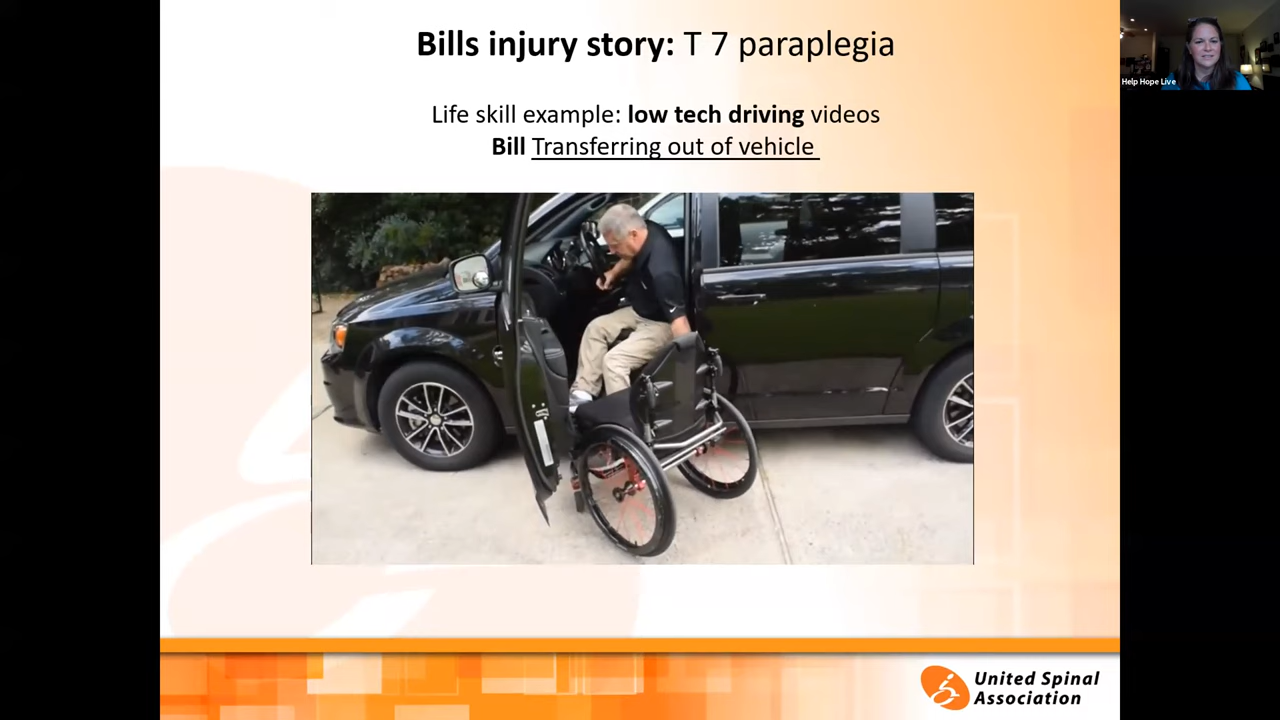 Bills injury story: T 7 paraplegia
Life skill example: low tech driving videos
Bill Transferring out of vehicle
Help Hope Live
United Spinal
Association